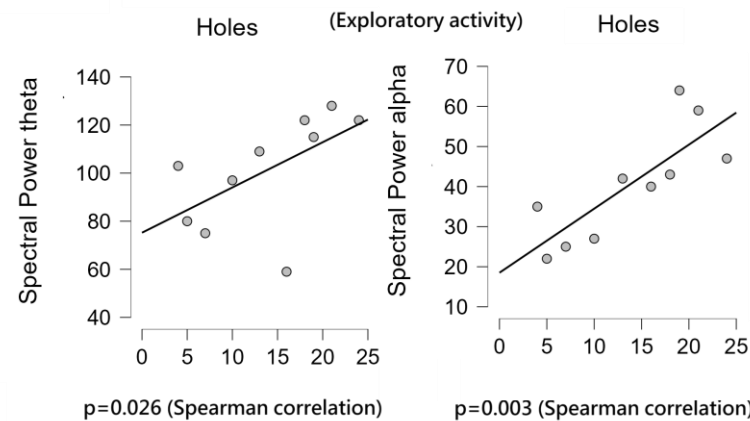 (Exploratory activity)
Holes
Holes
Spectral Power theta
140
120
100
80
60
40
0 5 10 15 20 25
Spectral Power alpha
70
60
50
40
30
20
10
0 5 10 15 20 25
p=0.026 (Spearman correlation)
p=0.003 (Spearman correlation)